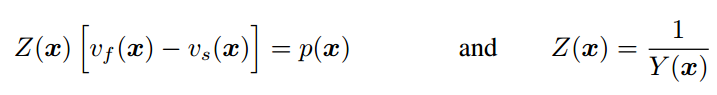 Z(𝒙) [v_f(𝒙) − v_s(𝒙)] = p(𝒙) and Z(𝒙) = 1/Y(𝒙)